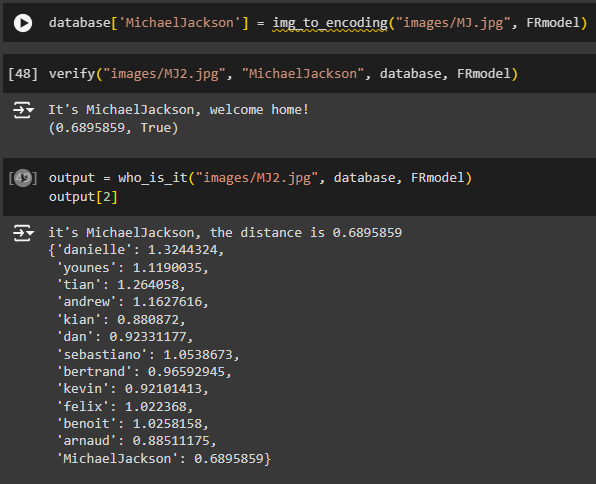 database['MichaelJackson'] = img_to_encoding("images/MJ.jpg", FRmodel)
[48] verify("images/MJ2.jpg", "MichaelJackson", database, FRmodel)
It's MichaelJackson, welcome home!
(0.6895859, True)
output = who_is_it("images/MJ2.jpg", database, FRmodel)
output[2]
it's MichaelJackson, the distance is 0.6895859
{'danielle': 1.3244324,
'younes': 1.1190035,
'tian': 1.264058,
'andrew': 1.1627616,
'kian': 0.880872,
'dan': 0.92331177,
'sebastiano': 1.0538673,
'bertrand': 0.96592945,
'kevin': 0.92101413,
'felix': 1.022368,
'benoit': 1.0258158,
'arnaud': 0.88511175,
'MichaelJackson': 0.6895859}